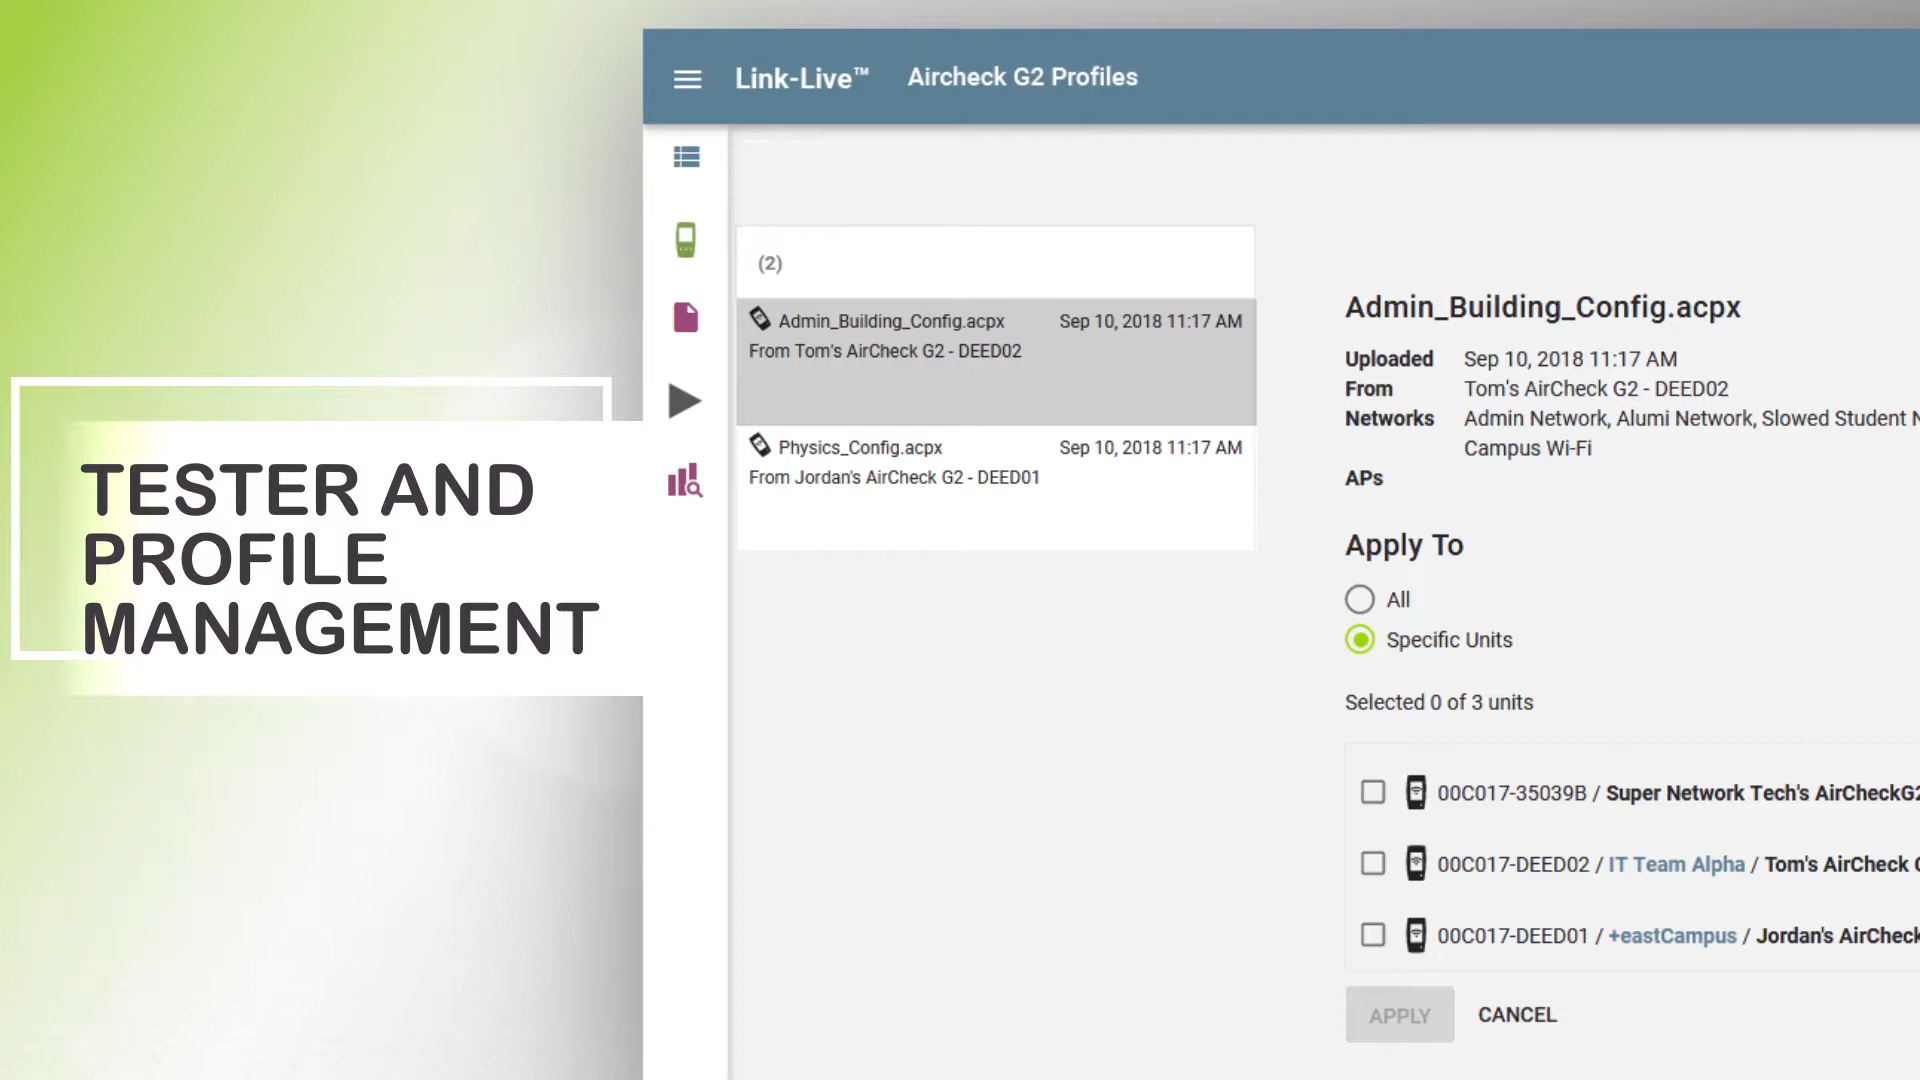 TESTER AND
PROFILE
MANAGEMENT
Link-Live™ Aircheck G2 Profiles
(2)
Admin_Building_Config.acpx Sep 10, 2018 11:17 AM
From Tom's AirCheck G2 - DEED02
Physics_Config.acpx Sep 10, 2018 11:17 AM
From Jordan's AirCheck G2 - DEED01
Admin_Building_Config.acpx
Uploaded Sep 10, 2018 11:17 AM
From Tom's AirCheck G2 - DEED02
Networks Admin Network, Alumi Network, Slowed Student
Campus Wi-Fi
APs
Apply To
All
Specific Units
Selected 0 of 3 units
00C017-35039B / Super Network Tech's AirCheckG2
00C017-DEED02 / IT Team Alpha / Tom's AirCheck
00C017-DEED01 / +eastCampus / Jordan's AirCheck
APPLY CANCEL